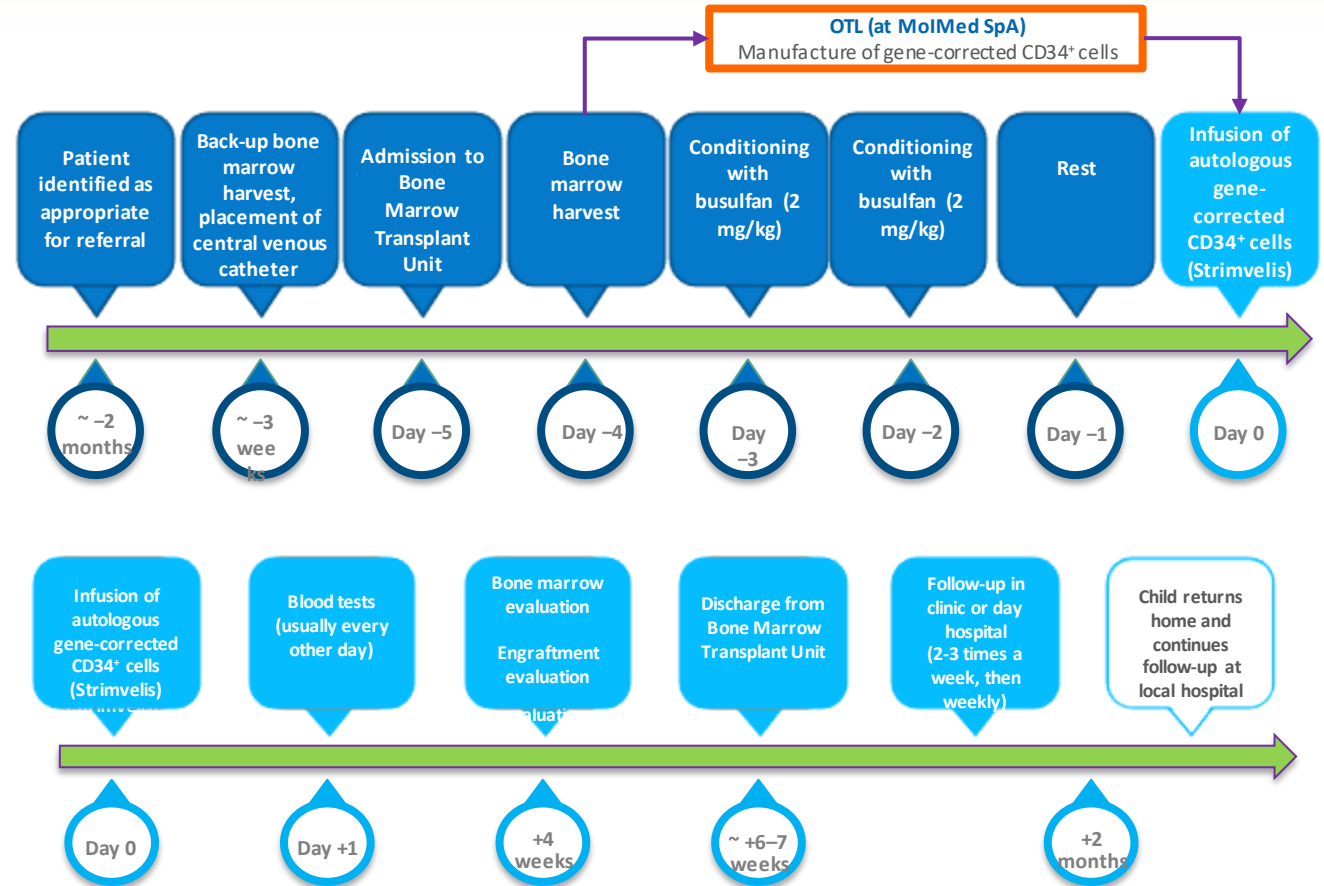 OTL (at MolMed SpA)
Manufacture of gene-corrected CD34⁺ cells
Patient
identified as
appropriate
for referral
Back-up bone
marrow
harvest,
placement of
central venous
catheter
Admission to
Bone
Marrow
Transplant
Unit
Bone
marrow
harvest
Conditioning
with
busulfan (2
mg/kg)
Conditioning
with
busulfan (2
mg/kg)
Rest
Infusion of
autologous
gene-
corrected
CD34⁺ cells
(Strimvelis)
~ −2
months
~ −3
wee
ks
Day −5
Day −4
Day
−3
Day −2
Day −1
Day 0
Infusion of
autologous
gene-corrected
CD34⁺ cells
(Strimvelis)
Blood tests
(usually every
other day)
Bone marrow
evaluation
Engraftment
evaluation
Discharge from
Bone Marrow
Transplant Unit
Follow-up in
clinic or day
hospital
(2-3 times a
week, then
weekly)
Child returns
home and
continues
follow-up at
local hospital
Day 0
Day +1
+4
weeks
~ +6–7
weeks
+2
months